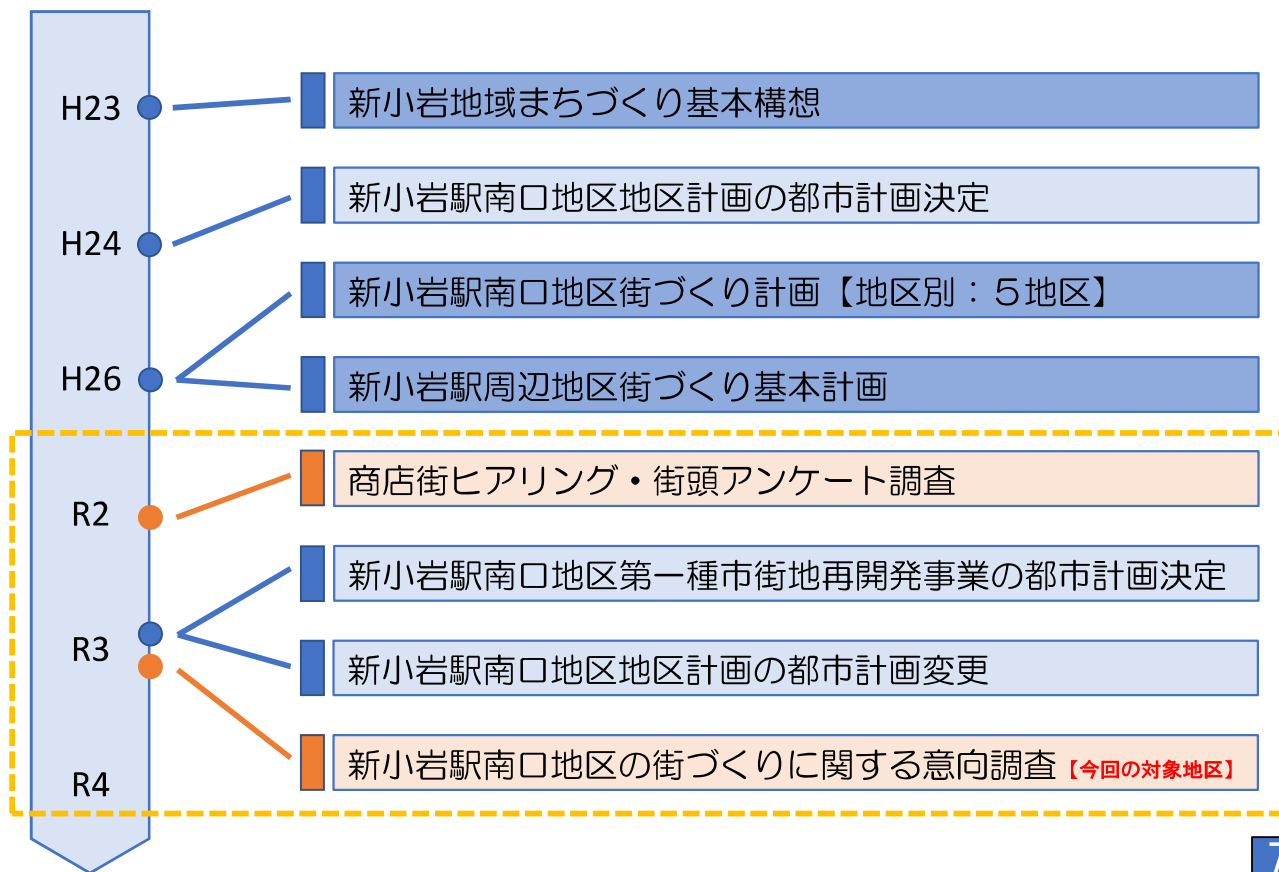 H23
新小岩地域まちづくり基本構想
H24
新小岩駅南口地区地区計画の都市計画決定
新小岩駅南口地区街づくり計画【地区別：５地区】
H26
新小岩駅周辺地区街づくり基本計画
R2
商店街ヒアリング・街頭アンケート調査
新小岩駅南口地区第一種市街地再開発事業の都市計画決定
R3
新小岩駅南口地区地区計画の都市計画変更
新小岩駅南口地区の街づくりに関する意向調査【今回の対象地区】
R4